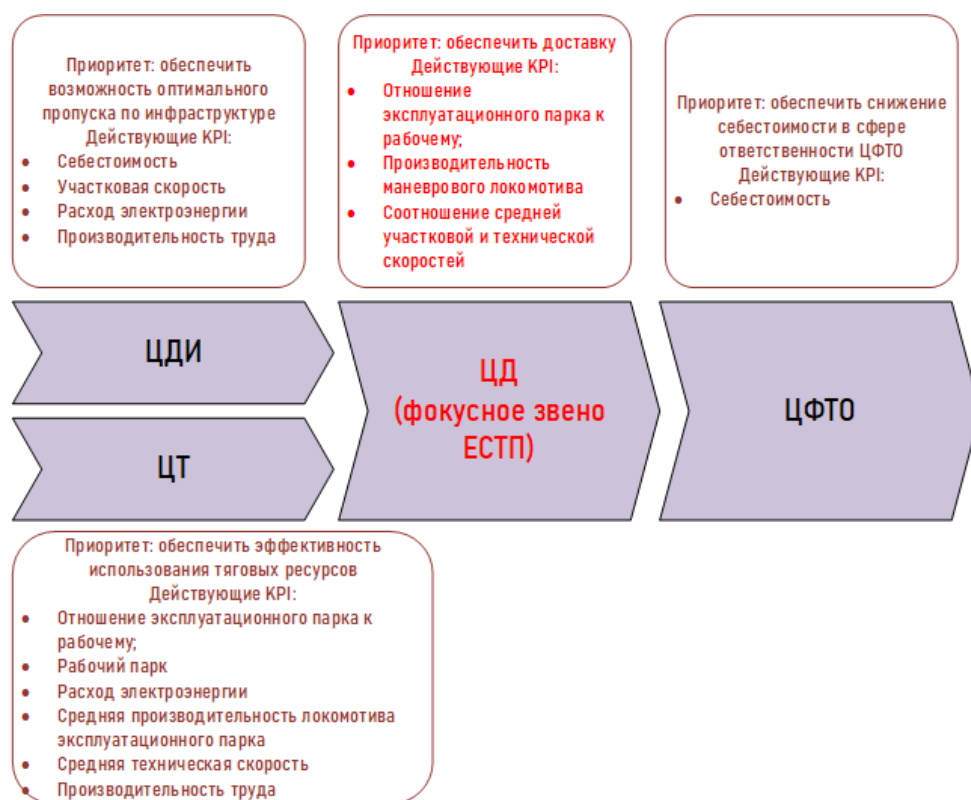 Приоритет: обеспечить
возможность оптимального
пропуска по инфраструктуре
Действующие KPI:
• Себестоимость
• Участковая скорость
• Расход электроэнергии
• Производительность труда
Приоритет: обеспечить доставку
Действующие KPI:
• Отношение
эксплуатационного парка к
рабочему;
• Производительность
маневрового локомотива
• Соотношение средней
участковой и технической
скоростей
Приоритет: обеспечить снижение
себестоимости в сфере
ответственности ЦФТО
Действующие KPI:
• Себестоимость
ЦДИ
ЦТ
ЦД
(фокусное звено
ЕСТП)
ЦФТО
Приоритет: обеспечить эффективность
использования тяговых ресурсов
Действующие KPI:
• Отношение эксплуатационного парка к
рабочему;
• Рабочий парк
• Расход электроэнергии
• Средняя производительность локомотива
эксплуатационного парка
• Средняя техническая скорость
• Производительность труда